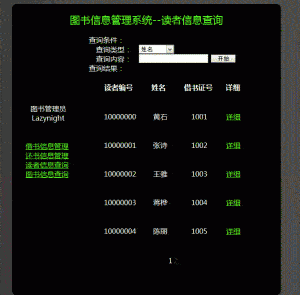 图书信息管理系统--读者信息查询
查询条件：
查询类型： 姓名
查询内容： 开始
查询结果：
读者编号 姓名 借书证号 详细
图书管理员
Lazynight
10000000 黄石 1001 详细
借书信息管理
还书信息管理
读者信息查询
图书信息查询
10000001 张诗 1002 详细
10000002 王雅 1003 详细
10000003 蒋桦 1004 详细
10000004 陈丽 1005 详细
1 2